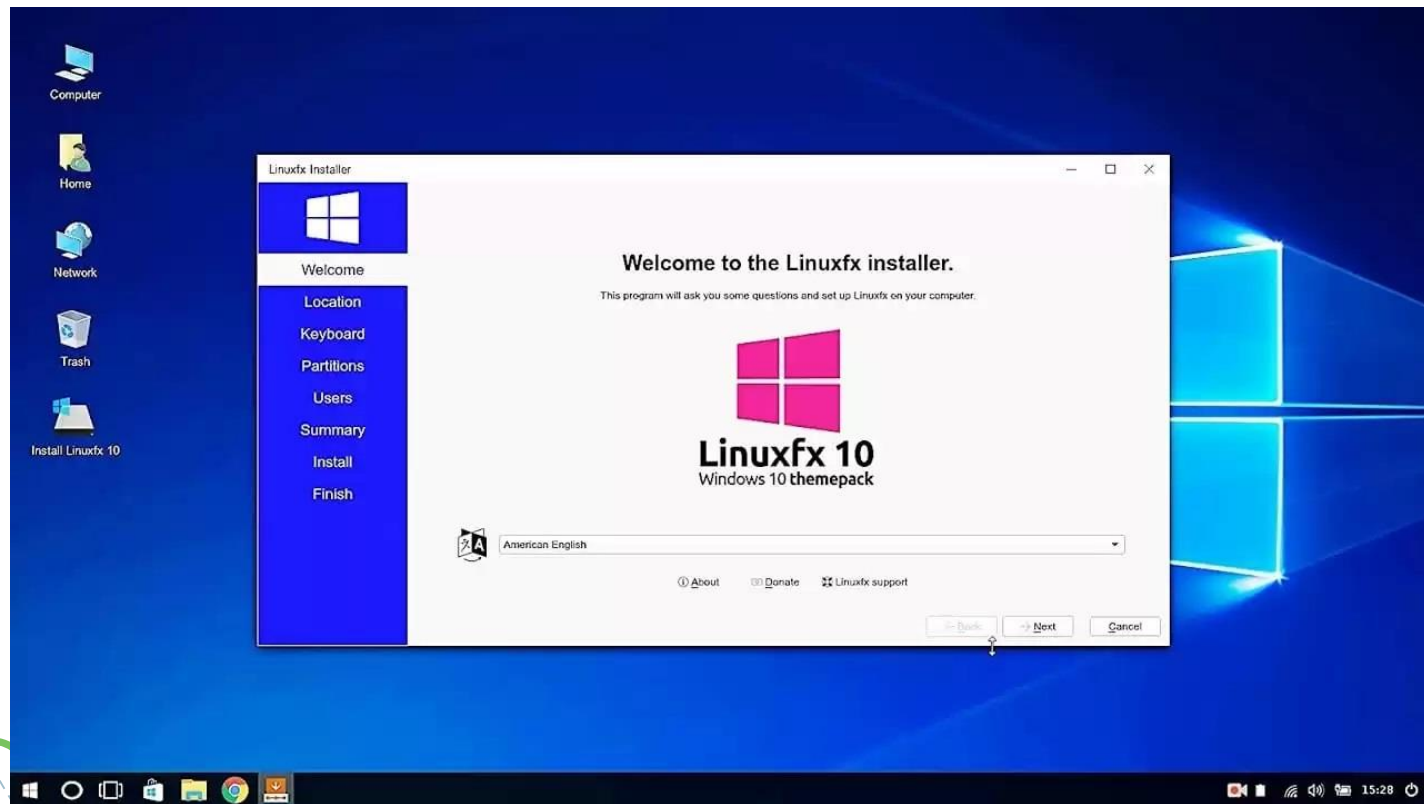 Computer
Home
Network
Trash
Install Linuxfx 10
Linuxfx Installer
Welcome
Location
Keyboard
Partitions
Users
Summary
Install
Finish
Welcome to the Linuxfx installer.
This program will ask you some questions and set up Linuxfx on your computer.
Linuxfx 10
Windows 10 themepack
American English
About Donate Linuxfx support
Back Next Cancel
15:28